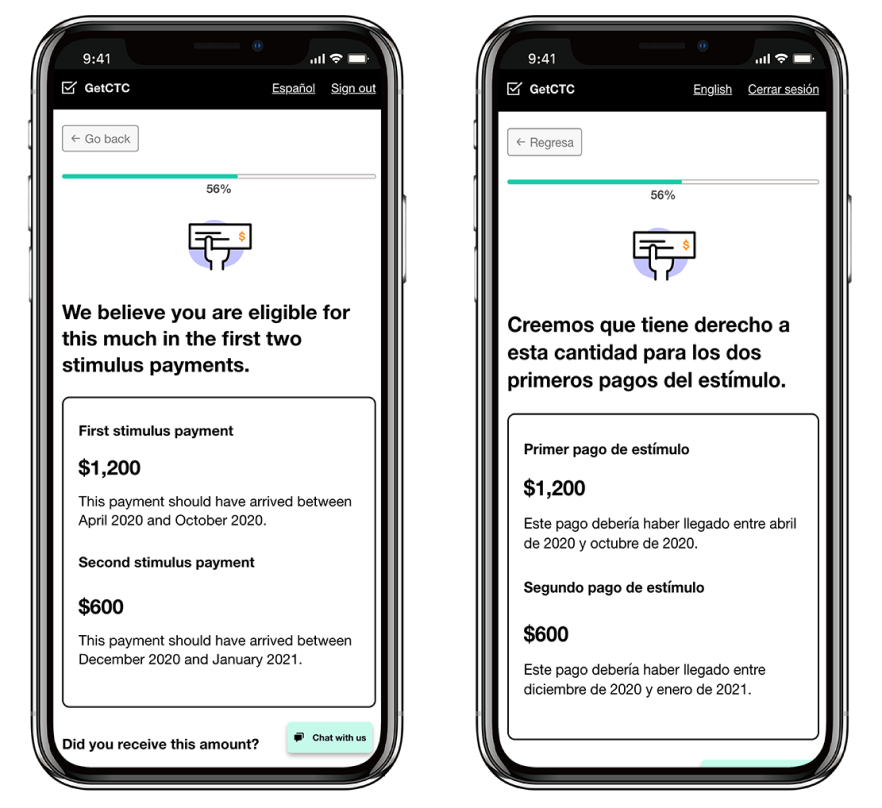 9:41
GetCTC Español Sign out
← Go back
56%
$
We believe you are eligible for
this much in the first two
stimulus payments.
First stimulus payment
$1,200
This payment should have arrived between
April 2020 and October 2020.
Second stimulus payment
$600
This payment should have arrived between
December 2020 and January 2021.
Did you receive this amount?
Chat with us
9:41
GetCTC English Cerrar sesión
← Regresa
56%
$
Creemos que tiene derecho a
esta cantidad para los dos
primeros pagos del estímulo.
Primer pago de estímulo
$1,200
Este pago debería haber llegado entre abril
de 2020 y octubre de 2020.
Segundo pago de estímulo
$600
Este pago debería haber llegado entre
diciembre de 2020 y enero de 2021.